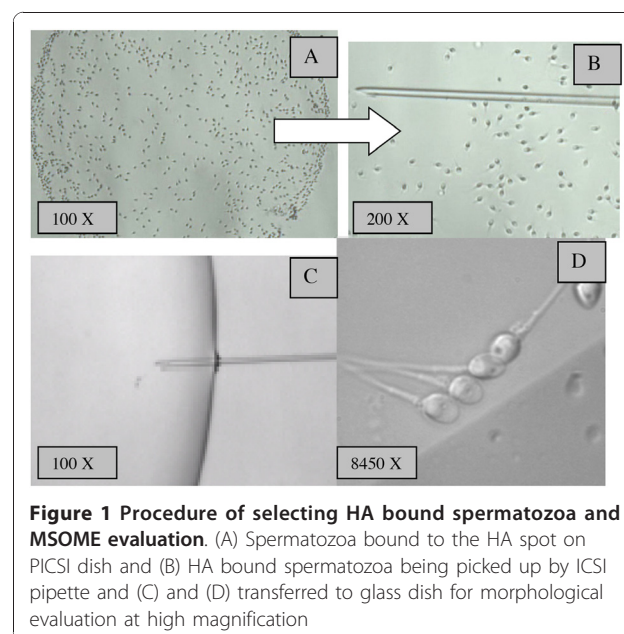 A
B
100 X
200 X
C
D
100 X
8450 X
Figure 1 Procedure of selecting HA bound spermatozoa and
MSOME evaluation. (A) Spermatozoa bound to the HA spot on
PICSI dish and (B) HA bound spermatozoa being picked up by ICSI
pipette and (C) and (D) transferred to glass dish for morphological
evaluation at high magnification